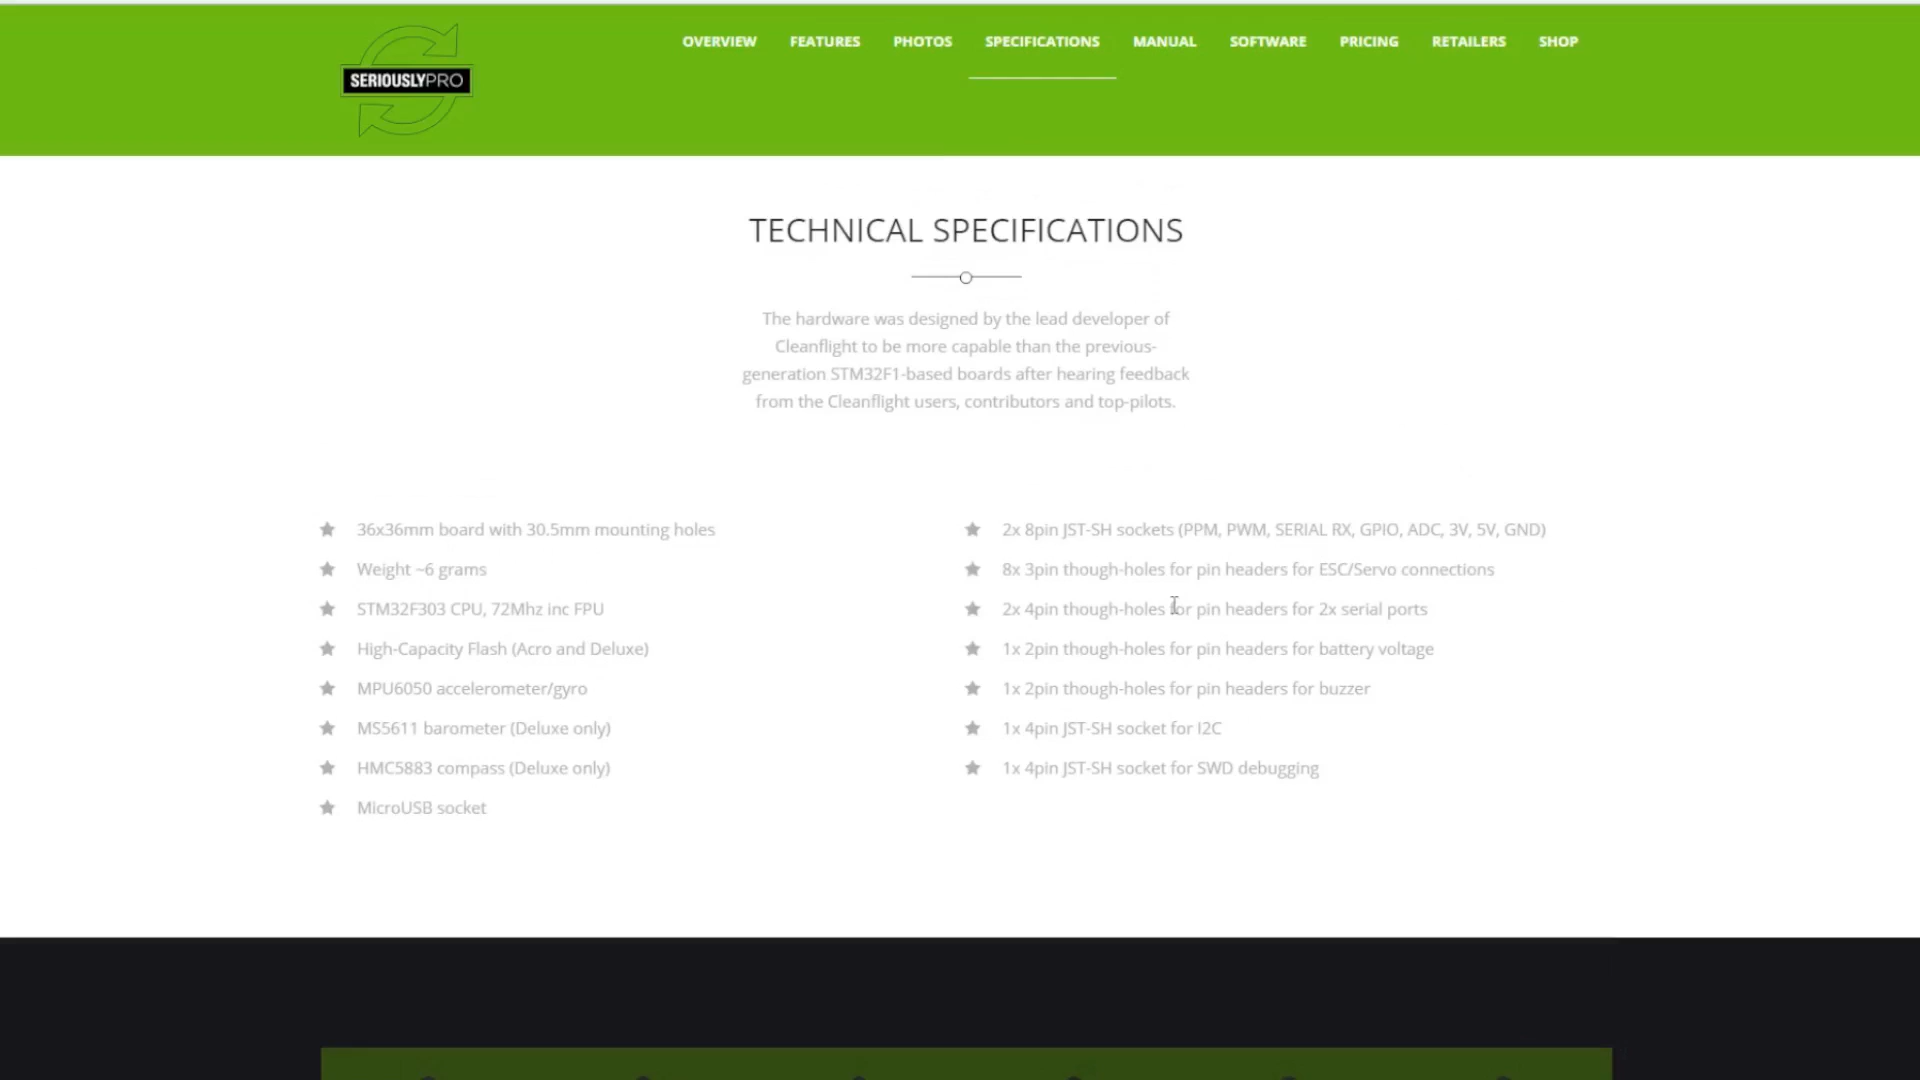 SERIOUSLYPRO
OVERVIEW FEATURES PHOTOS SPECIFICATIONS MANUAL SOFTWARE PRICING RETAILERS SHOP
TECHNICAL SPECIFICATIONS
The hardware was designed by the lead developer of
Cleanflight to be more capable than the previous-
generation STM32F1-based boards after hearing feedback
from the Cleanflight users, contributors and top-pilots.
36x36mm board with 30.5mm mounting holes
Weight ~6 grams
STM32F303 CPU, 72Mhz inc FPU
High-Capacity Flash (Acro and Deluxe)
MPU6050 accelerometer/gyro
MS5611 barometer (Deluxe only)
HMC5883 compass (Deluxe only)
MicroUSB socket
2x 8pin JST-SH sockets (PPM, PWM, SERIAL RX, GPIO, ADC, 3V, 5V, GND)
8x 3pin though-holes for pin headers for ESC/Servo connections
2x 4pin though-holes for pin headers for 2x serial ports
1x 2pin though-holes for pin headers for battery voltage
1x 2pin though-holes for pin headers for buzzer
1x 4pin JST-SH socket for I2C
1x 4pin JST-SH socket for SWD debugging